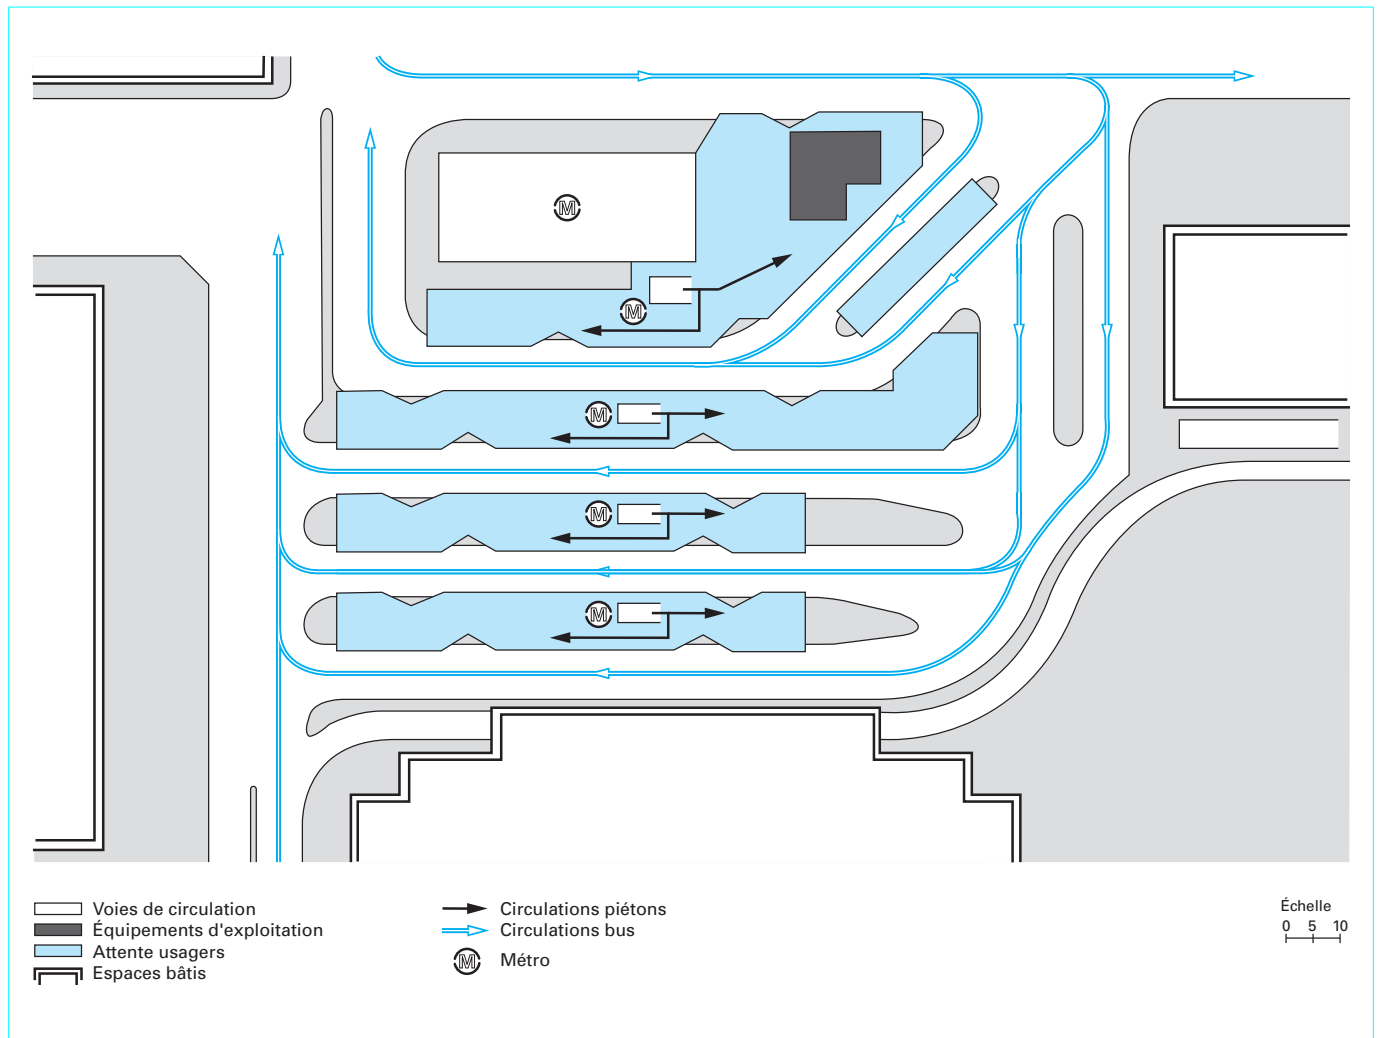 M
M
M
M
M
Voies de circulation
Équipements d'exploitation
Attente usagers
Espaces bâtis
Circulations piétons
Circulations bus
M Métro
Échelle
0 5 10